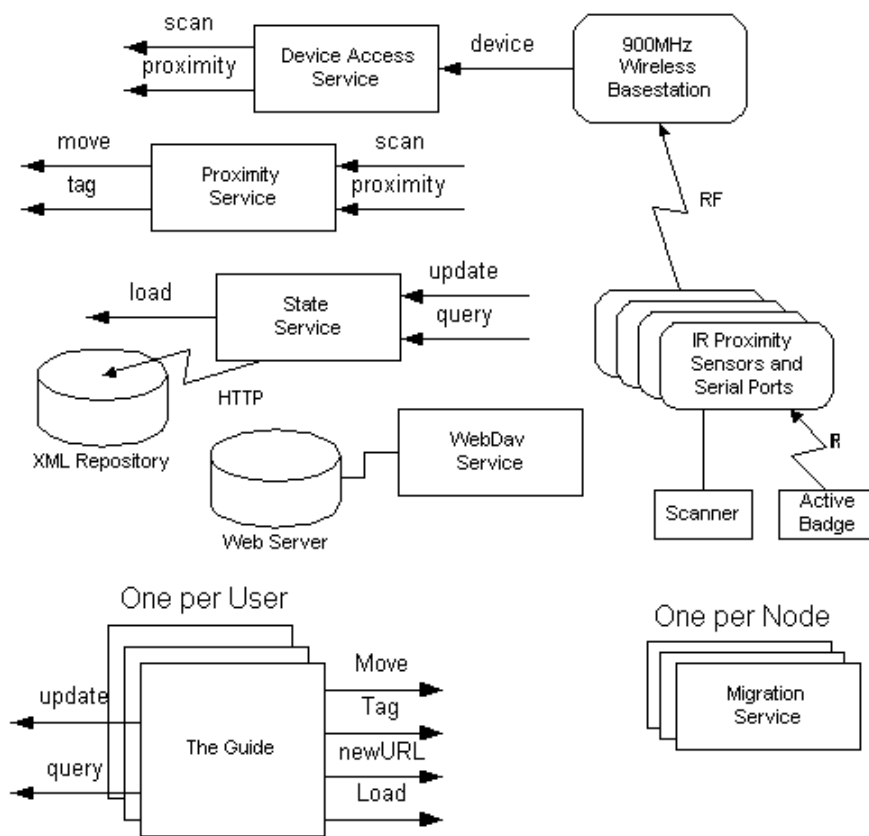 scan
proximity
Device Access
Service
device
900MHz
Wireless
Basestation
move
tag
Proximity
Service
scan
proximity
RF
load
State
Service
update
query
HTTP
XML Repository
IR Proximity
Sensors and
Serial Ports
WebDav
Service
Web Server
IR
Scanner
Active
Badge
One per User
update
query
The Guide
Move
Tag
newURL
Load
One per Node
Migration
Service